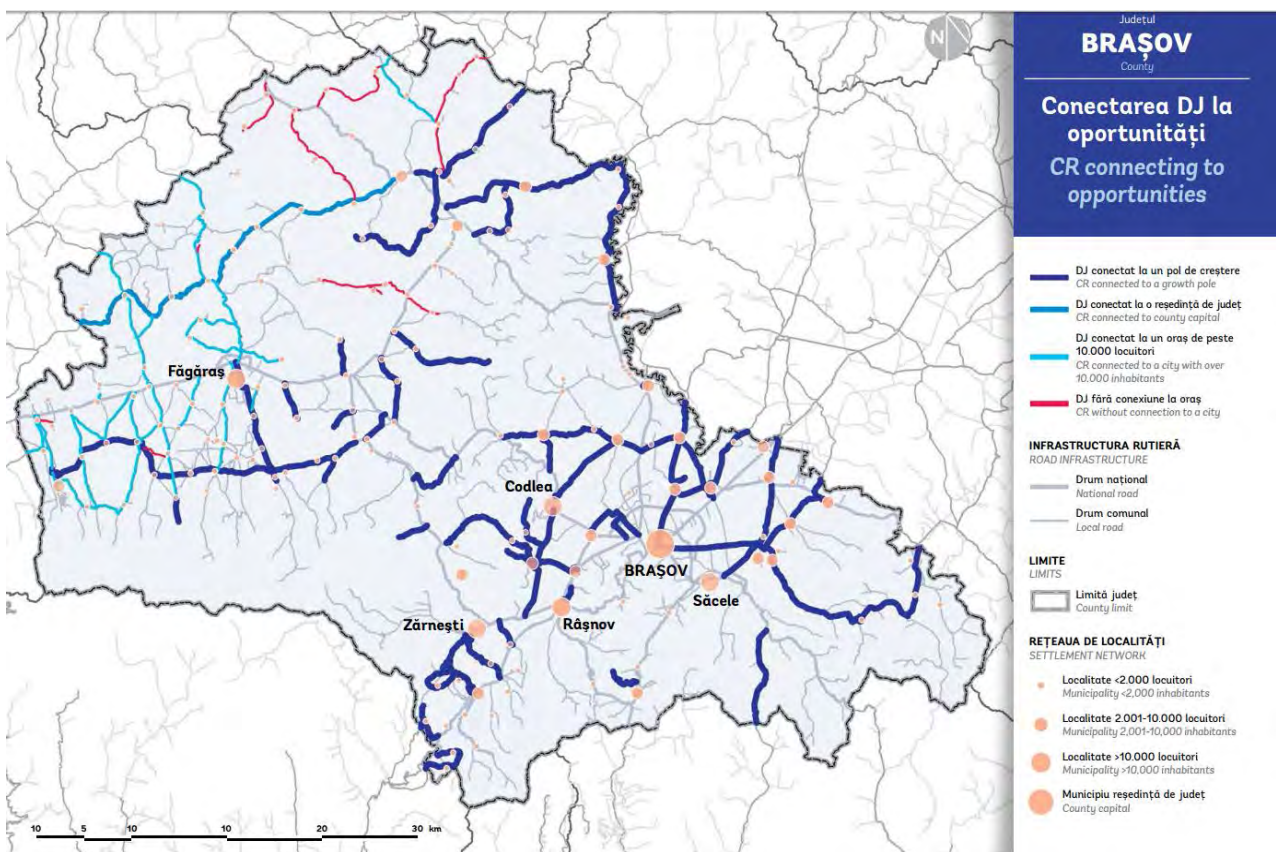 N
Județul
BRAȘOV
County
Conectarea DJ la
oportunități
CR connecting to
opportunities
DJ conectat la un pol de creștere
CR connected to a growth pole
DJ conectat la o reședință de județ
CR connected to county capital
DJ conectat la un oraș de peste
10.000 locuitori
CR connected to a city with over
10.000 inhabitants
DJ fără conexiune la oraș
CR without connection to a city
INFRASTRUCTURA RUTIERĂ
ROAD INFRASTRUCTURE
Drum național
National road
Drum comunal
Local road
LIMITE
LIMITS
Limită județ
County limit
REȚEAUA DE LOCALITĂȚI
SETTLEMENT NETWORK
Localitate <2.000 locuitori
Municipality <2,000 inhabitants
Localitate 2.001-10.000 locuitori
Municipality 2,001-10,000 inhabitants
Localitate >10.000 locuitori
Municipality >10,000 inhabitants
Municipiu reședință de județ
County capital
Făgăraș
Codlea
BRAȘOV
Săcele
Zărnești
Râșnov
10 5 10 10 20 30 km